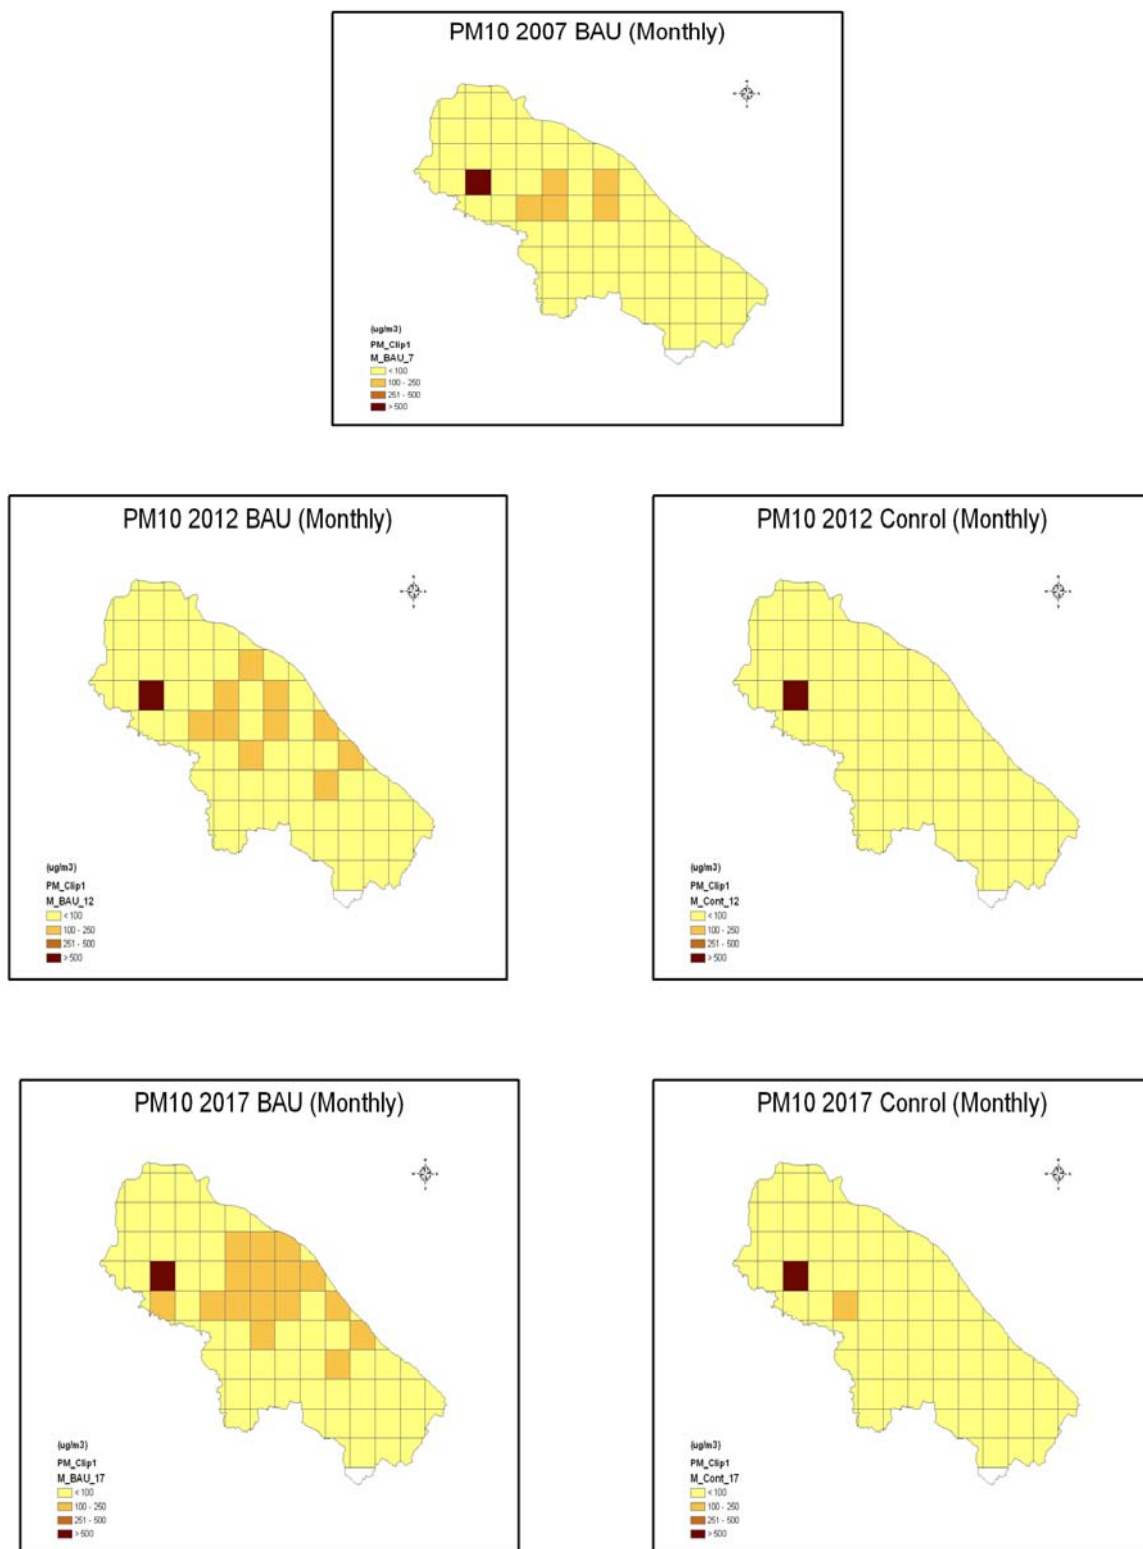 PM10 2007 BAU (Monthly)
(ug/m3)
PM_Clip1
M_BAU_7
< 100
100 - 250
251 - 500
> 500
PM10 2012 BAU (Monthly)
(ug/m3)
PM_Clip1
M_BAU_12
< 100
100 - 250
251 - 500
> 500
PM10 2012 Conrol (Monthly)
(ug/m3)
PM_Clip1
M_Cont_12
< 100
100 - 250
251 - 500
> 500
PM10 2017 BAU (Monthly)
(ug/m3)
PM_Clip1
M_BAU_17
< 100
100 - 250
251 - 500
> 500
PM10 2017 Conrol (Monthly)
(ug/m3)
PM_Clip1
M_Cont_17
< 100
100 - 250
251 - 500
> 500